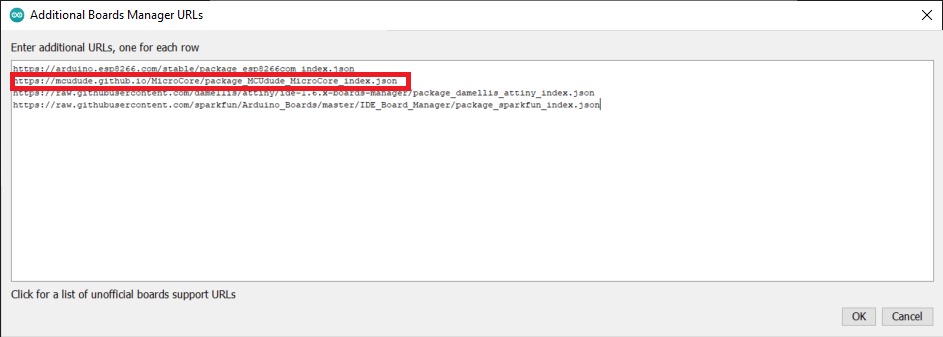 Additional Boards Manager URLs
Enter additional URLs, one for each row
https://arduino.esp8266.com/stable/package_esp8266com_index.json
https://mcudude.github.io/MicroCore/package_MCUdude_MicroCore_index.json
https://raw.githubusercontent.com/damellis/attiny/ide-1.6.x-boards-manager/package_damellis_attiny_index.json
https://raw.githubusercontent.com/sparkfun/Arduino_Boards/master/IDE_Board_Manager/package_sparkfun_index.json
Click for a list of unofficial boards support URLs
OK Cancel